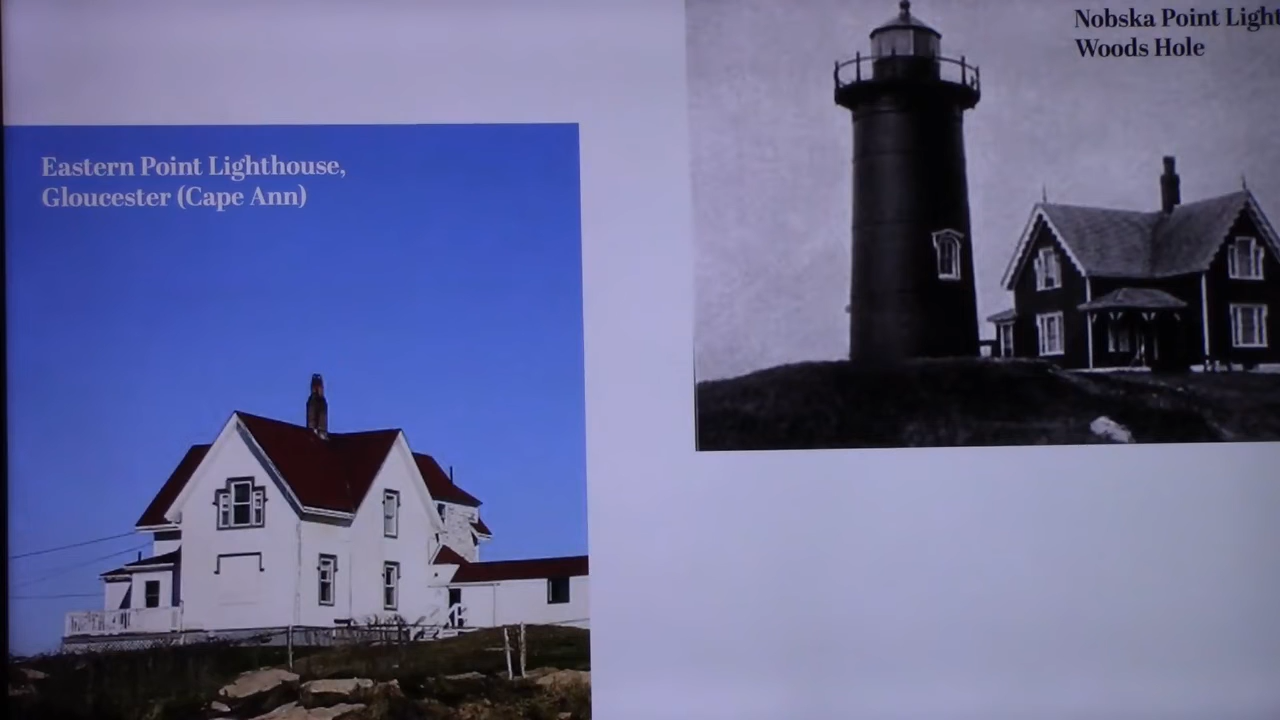 Eastern Point Lighthouse,
Gloucester (Cape Ann)
Nobska Point Light
Woods Hole